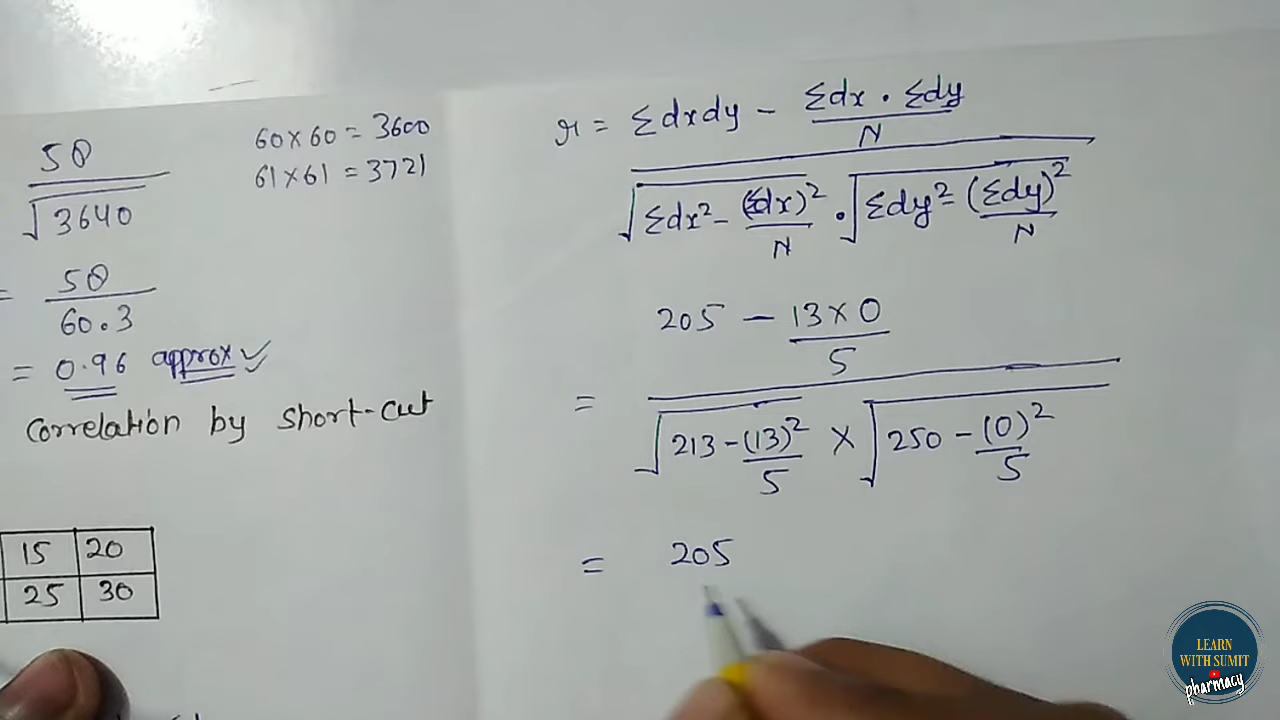 58
60×60 = 3600
61×61 = 3721
√3640
= 58
60.3
= 0.96 approx ✓
Correlation by short-cut
15 20
25 30
r = Σdxdy − Σdx . Σdy
N
√Σdx² − (Σdx)² . √Σdy² − (Σdy)²
N N
205 − 13×0
5
=
√213 − (13)² × √250 − (0)²
5 5
= 205
LEARN
WITH SUMIT
pharmacy